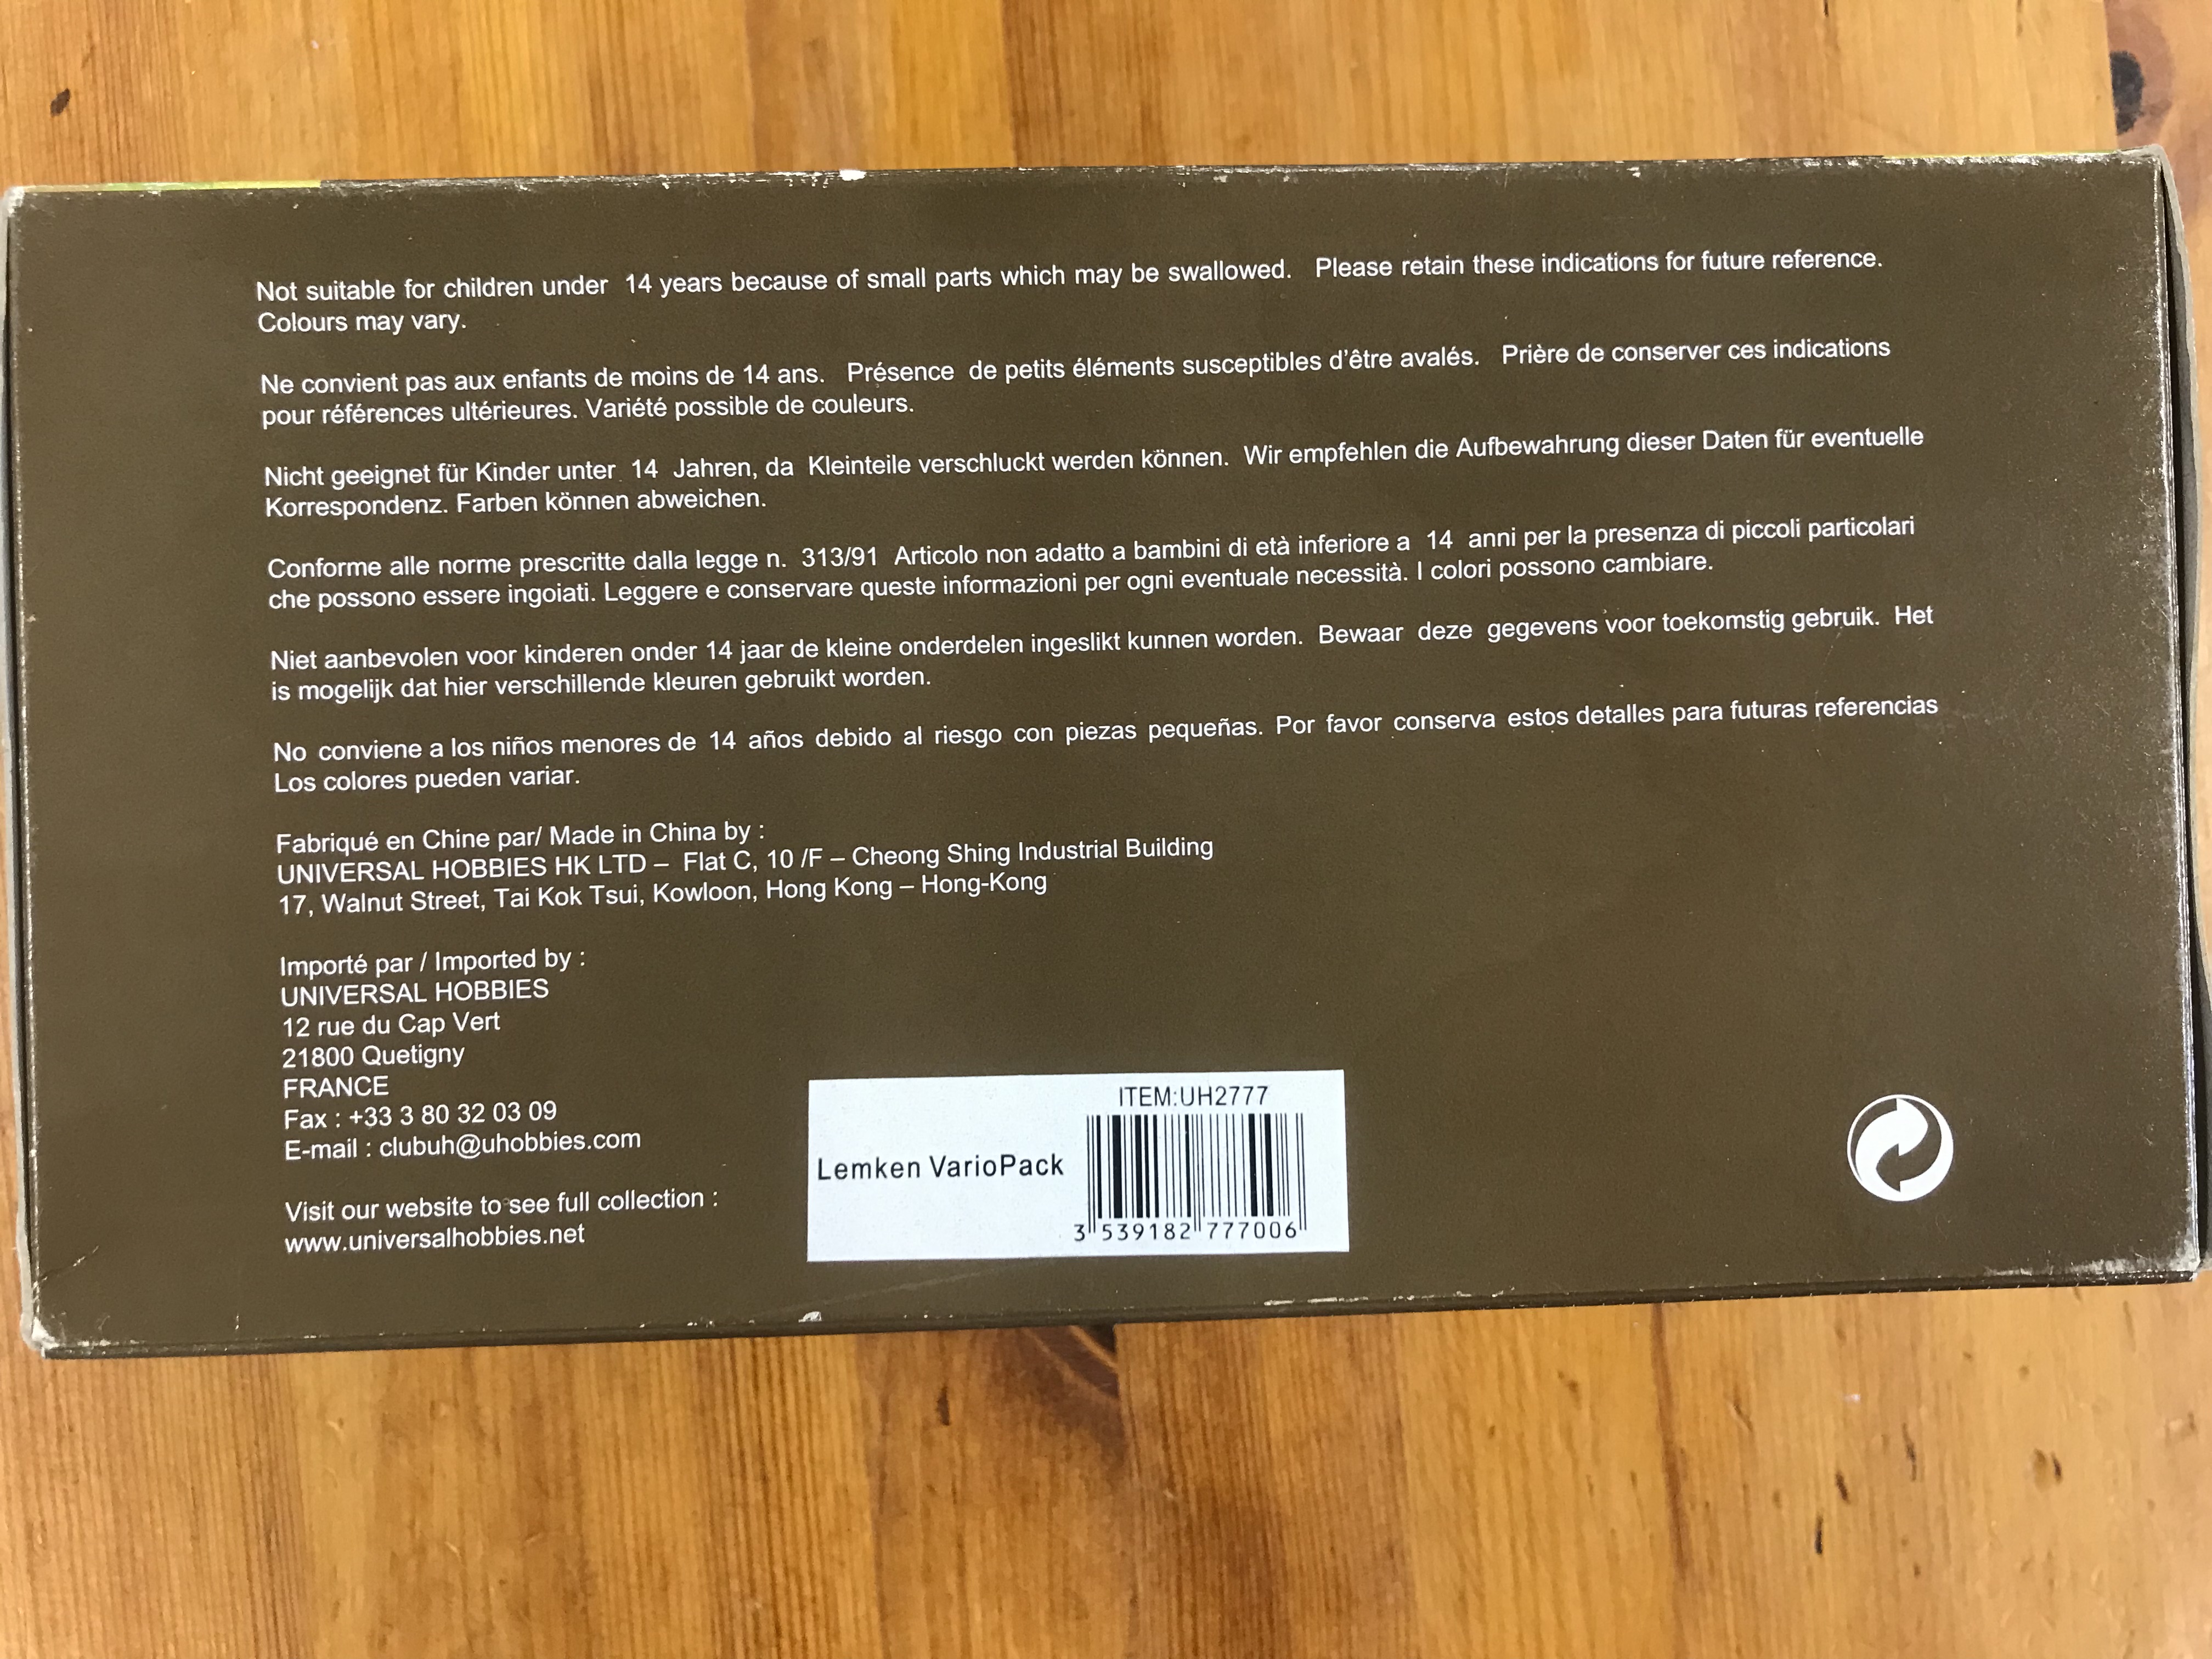 Not suitable for children under 14 years because of small parts which may be swallowed. Please retain these indications for future reference.
Colours may vary.
Ne convient pas aux enfants de moins de 14 ans. Présence de petits éléments susceptibles d'être avalés. Prière de conserver ces indications
pour références ultérieures. Variété possible de couleurs.
Nicht geeignet für Kinder unter 14 Jahren, da Kleinteile verschluckt werden können. Wir empfehlen die Aufbewahrung dieser Daten für eventuelle
Korrespondenz. Farben können abweichen.
Conforme alle norme prescritte dalla legge n. 313/91 Articolo non adatto a bambini di età inferiore a 14 anni per la presenza di piccoli particolari
che possono essere ingoiati. Leggere e conservare queste informazioni per ogni eventuale necessità. I colori possono cambiare.
Niet aanbevolen voor kinderen onder 14 jaar de kleine onderdelen ingeslikt kunnen worden. Bewaar deze gegevens voor toekomstig gebruik. Het
is mogelijk dat hier verschillende kleuren gebruikt worden.
No conviene a los niños menores de 14 años debido al riesgo con piezas pequeñas. Por favor conserva estos detalles para futuras referencias
Los colores pueden variar.
Fabriqué en Chine par/ Made in China by :
UNIVERSAL HOBBIES HK LTD – Flat C, 10 /F – Cheong Shing Industrial Building
17, Walnut Street, Tai Kok Tsui, Kowloon, Hong Kong – Hong-Kong
Importé par / Imported by :
UNIVERSAL HOBBIES
12 rue du Cap Vert
21800 Quetigny
FRANCE
Fax : +33 3 80 32 03 09
E-mail : clubuh@uhobbies.com
Visit our website to see full collection :
www.universalhobbies.net
ITEM:UH2777
Lemken VarioPack
3 539182 777006